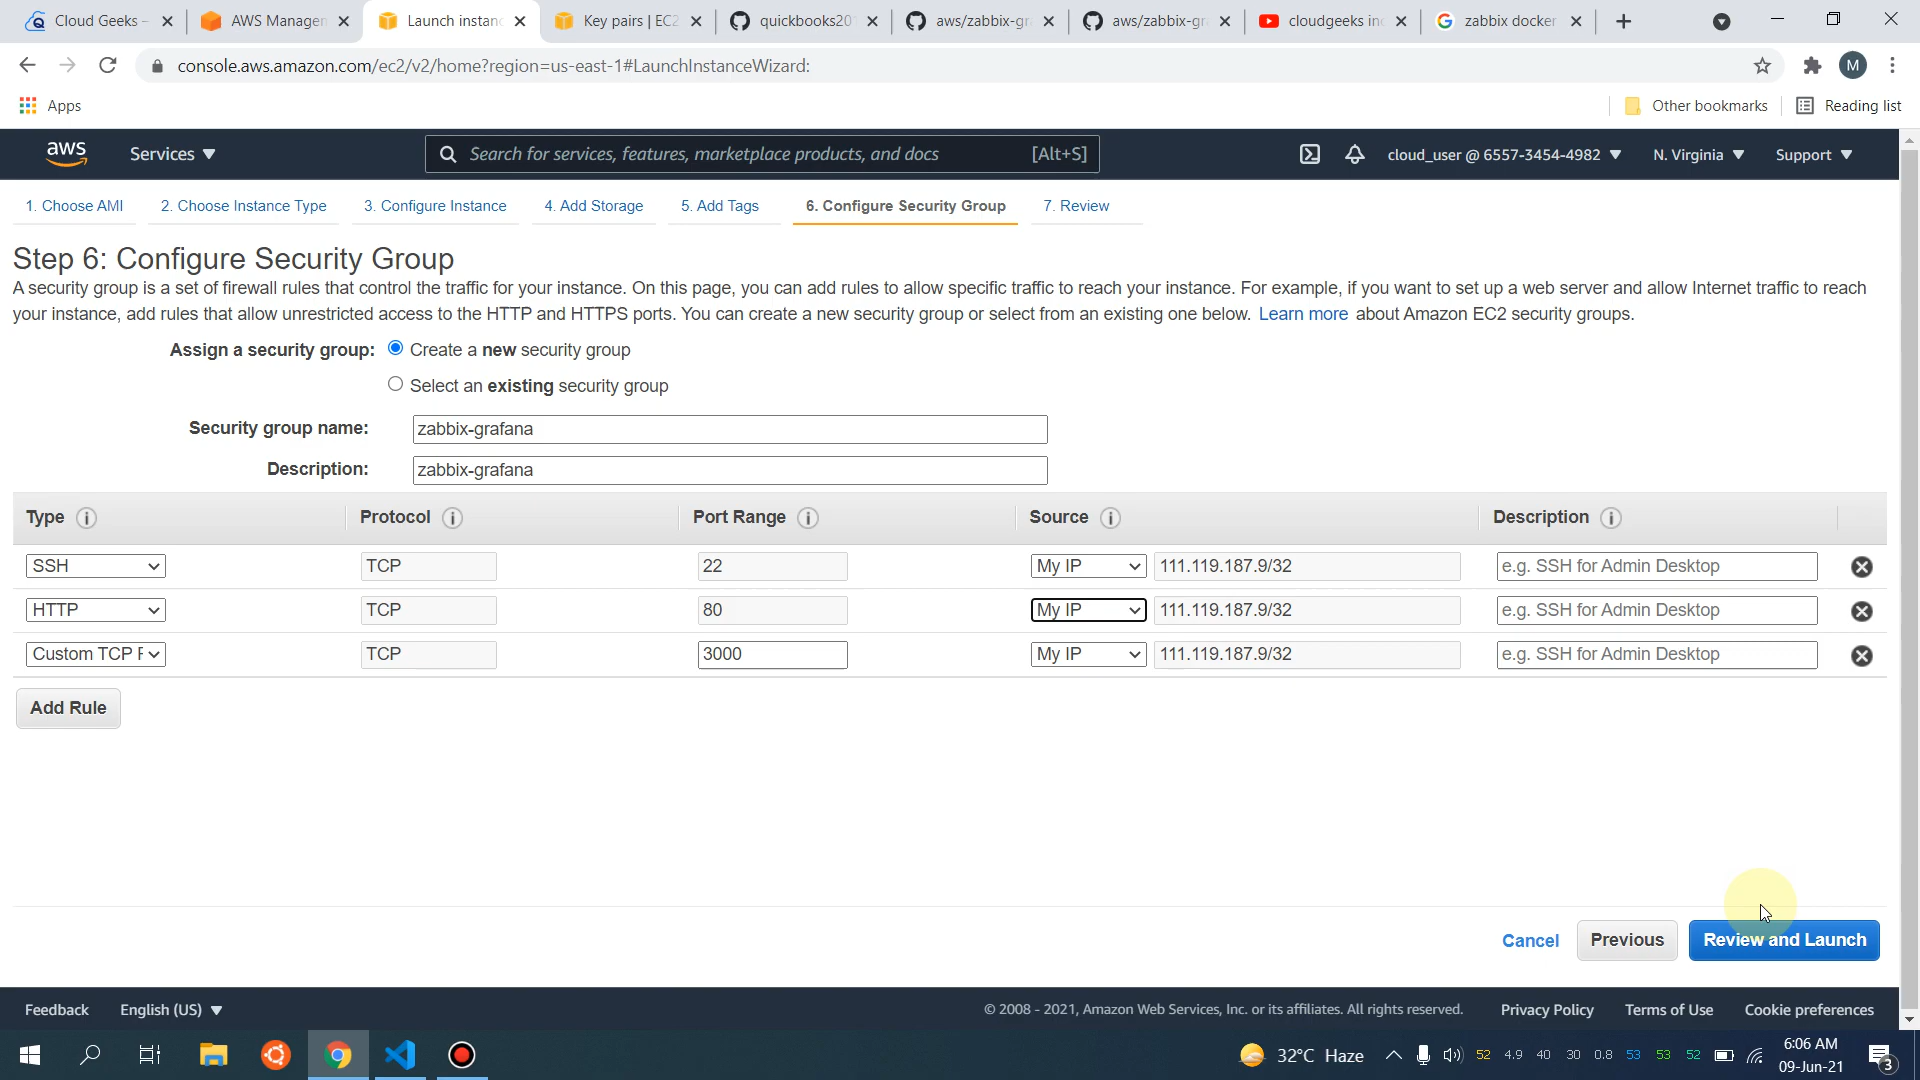 Cloud Geeks –
AWS Managem
Launch instanc
Key pairs | EC2
quickbooks20
aws/zabbix-gr
aws/zabbix-gr
cloudgeeks inc
zabbix docker
console.aws.amazon.com/ec2/v2/home?region=us-east-1#LaunchInstanceWizard:
M
Apps
Other bookmarks
Reading list
aws
Services
Search for services, features, marketplace products, and docs [Alt+S]
cloud_user @ 6557-3454-4982
N. Virginia
Support
1. Choose AMI
2. Choose Instance Type
3. Configure Instance
4. Add Storage
5. Add Tags
6. Configure Security Group
7. Review
Step 6: Configure Security Group
A security group is a set of firewall rules that control the traffic for your instance. On this page, you can add rules to allow specific traffic to reach your instance. For example, if you want to set up a web server and allow Internet traffic to reach
your instance, add rules that allow unrestricted access to the HTTP and HTTPS ports. You can create a new security group or select from an existing one below. Learn more about Amazon EC2 security groups.
Assign a security group: Create a new security group
Select an existing security group
Security group name: zabbix-grafana
Description: zabbix-grafana
Type i Protocol i Port Range i Source i Description i
SSH TCP 22 My IP 111.119.187.9/32 e.g. SSH for Admin Desktop
HTTP TCP 80 My IP 111.119.187.9/32 e.g. SSH for Admin Desktop
Custom TCP F TCP 3000 My IP 111.119.187.9/32 e.g. SSH for Admin Desktop
Add Rule
Cancel
Previous
Review and Launch
Feedback
English (US)
© 2008 - 2021, Amazon Web Services, Inc. or its affiliates. All rights reserved.
Privacy Policy
Terms of Use
Cookie preferences
32°C Haze
52 4.9 40 30 0.8 53 53 52
6:06 AM
09-Jun-21
3